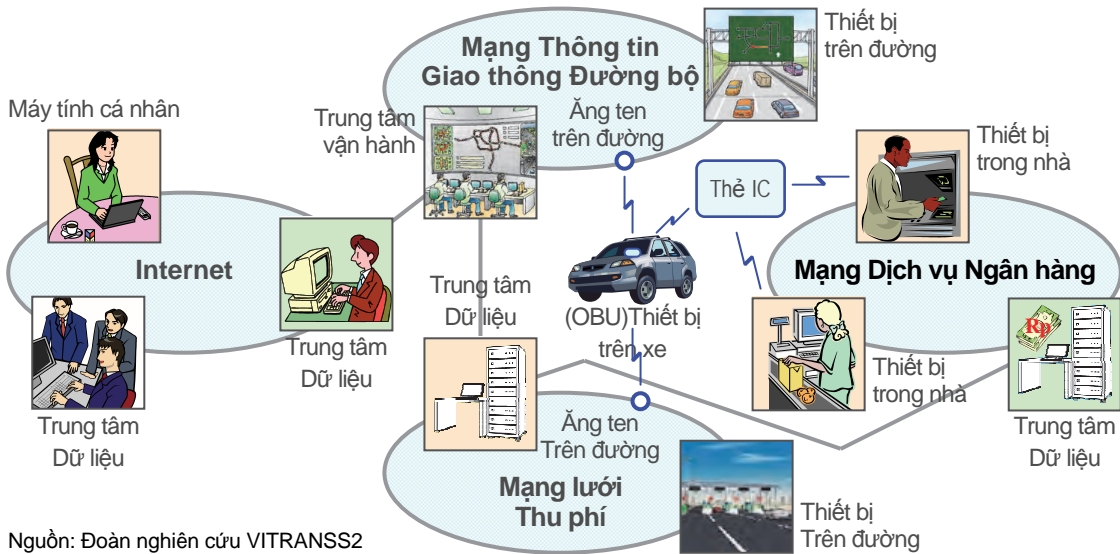 Mạng Thông tin
Giao thông Đường bộ
Thiết bị
trên đường
Máy tính cá nhân
Trung tâm
vận hành
Ăng ten
trên đường
Thiết bị
trong nhà
Thẻ IC
Internet
Mạng Dịch vụ Ngân hàng
Trung tâm
Dữ liệu
(OBU)Thiết bị
trên xe
Rp
Trung tâm
Dữ liệu
Thiết bị
trong nhà
Trung tâm
Dữ liệu
Trung tâm
Dữ liệu
Ăng ten
Trên đường
Mạng lưới
Thu phí
Thiết bị
Trên đường
Nguồn: Đoàn nghiên cứu VITRANSS2